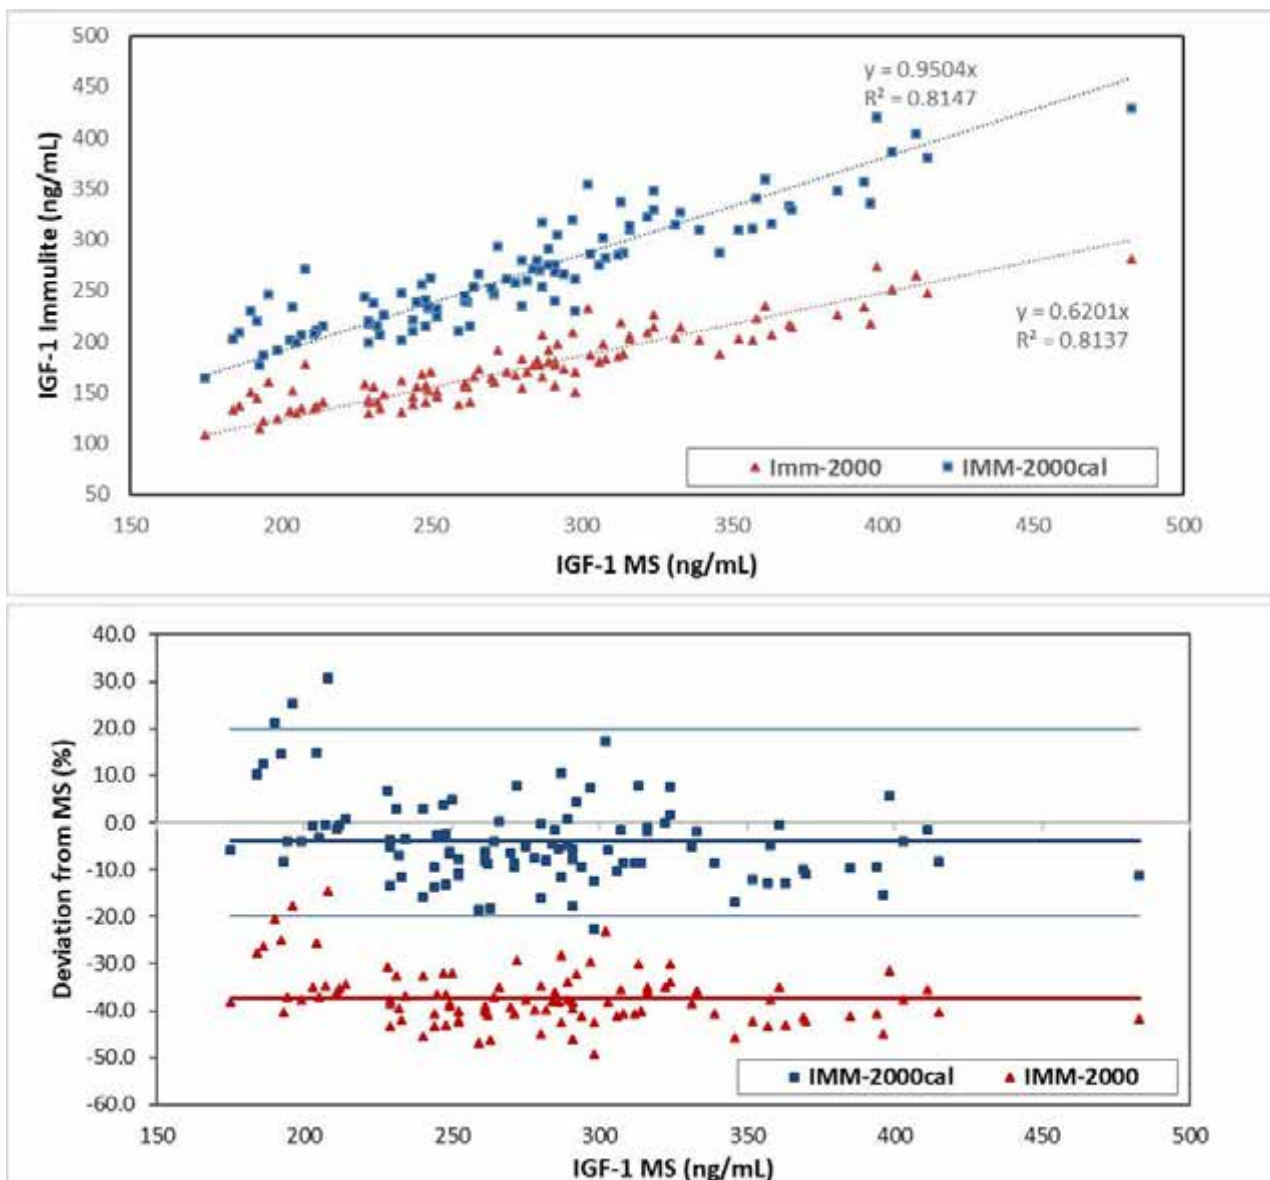 500
450
400
350
300
250
200
150
100
50
IGF-1 Immulite (ng/mL)
y = 0.9504x
R² = 0.8147
y = 0.6201x
R² = 0.8137
Imm-2000 IMM-2000cal
150 200 250 300 350 400 450 500
IGF-1 MS (ng/mL)
40.0
30.0
20.0
10.0
0.0
-10.0
-20.0
-30.0
-40.0
-50.0
-60.0
Deviation from MS (%)
IMM-2000cal IMM-2000
150 200 250 300 350 400 450 500
IGF-1 MS (ng/mL)